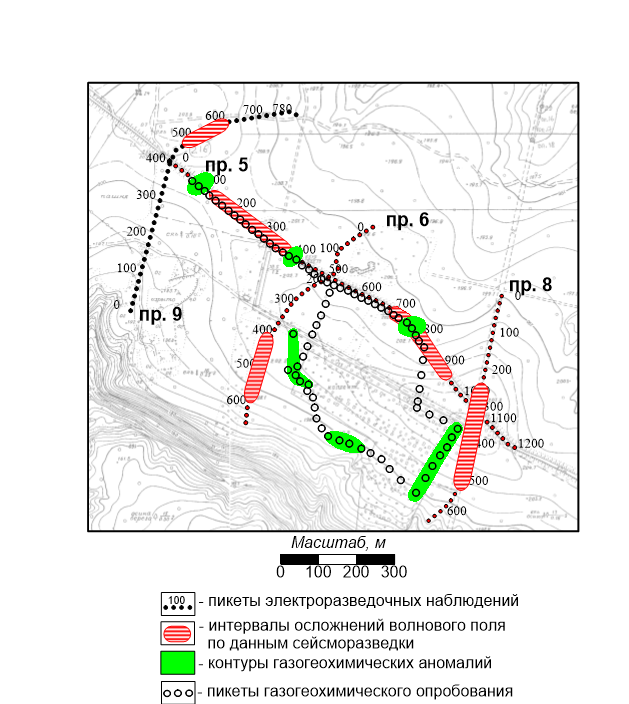 600 700 780
500
400 0
пр. 5
300 200
200 300
пр. 6
0
400 100
100
600
300
пр. 8
0
0
пр. 9
700
800
100
400
900
200
500
600
1100
1200
500
600
Масштаб, м
0 100 200 300
100 - пикеты электроразведочных наблюдений
- интервалы осложнений волнового поля
по данным сейсморазведки
- контуры газогеохимических аномалий
- пикеты газогеохимического опробования